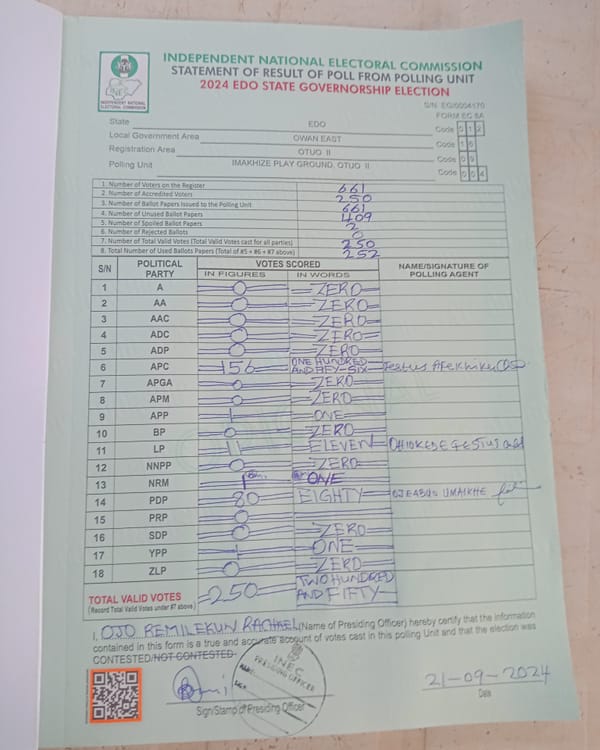 INDEPENDENT NATIONAL ELECTORAL COMMISSION
STATEMENT OF RESULT OF POLL FROM POLLING UNIT
2024 EDO STATE GOVERNORSHIP ELECTION
INEC
INDEPENDENT NATIONAL
ELECTORAL COMMISSION
S/N EG/0004170
FORM EC 8A
State EDO Code 0 1 2
Local Government Area OWAN EAST Code 1 6
Registration Area OTUO II Code 0 9
Polling Unit IMAKHIZE PLAY GROUND, OTUO II Code 0 0 4
1. Number of Voters on the Register 661
2. Number of Accredited Voters 250
3. Number of Ballot Papers Issued to the Polling Unit 661
4. Number of Unused Ballot Papers 409
5. Number of Spoiled Ballot Papers 2
6. Number of Rejected Ballots 0
7. Number of Total Valid Votes (Total Valid Votes cast for all parties) 250
8. Total Number of Used Ballots Papers (Total of #5 + #6 + #7 above) 252
S/N POLITICAL PARTY VOTES SCORED NAME/SIGNATURE OF POLLING AGENT
IN FIGURES IN WORDS
1 A 0 ZERO
2 AA 0 ZERO
3 AAC 0 ZERO
4 ADC 0 ZERO
5 ADP 0 ZERO
6 APC 156 ONE HUNDRED AND FIFTY-SIX Festus
7 APGA 0 ZERO
8 APM 0 ZERO
9 APP 1 ONE
10 BP 0 ZERO
11 LP 11 ELEVEN
12 NNPP 0 ZERO
13 NRM 1 ONE
14 PDP 80 EIGHTY UMAIKHE
15 PRP 0
16 SDP 0 ZERO
17 YPP 1 ONE
18 ZLP 0 ZERO
TOTAL VALID VOTES 250 TWO HUNDRED AND FIFTY
(Record Total Valid Votes under #7 above)
I, OJO REMILEKUN RACHAEL (Name of Presiding Officer) hereby certify that the information
contained in this form is a true and accurate account of votes cast in this polling Unit and that the election was
CONTESTED/NOT CONTESTED
INEC
PRESIDING OFFICER
21-09-2024
Sign/Stamp of Presiding Officer Date